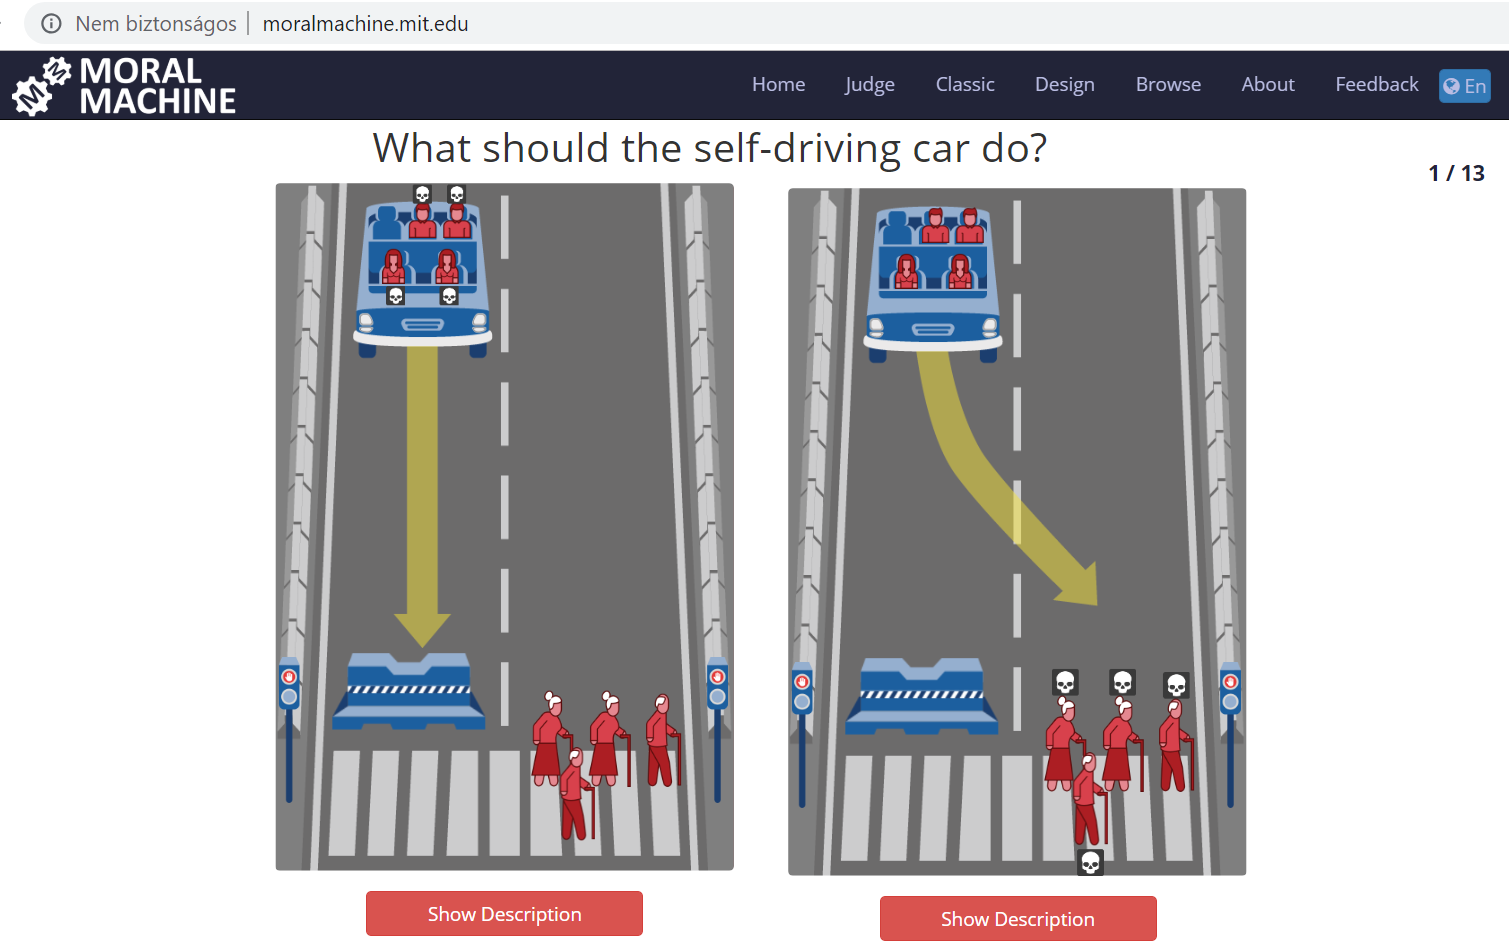 Nem biztonságos moralmachine.mit.edu
MORAL
MACHINE
Home Judge Classic Design Browse About Feedback En
What should the self-driving car do?
1 / 13
Show Description
Show Description